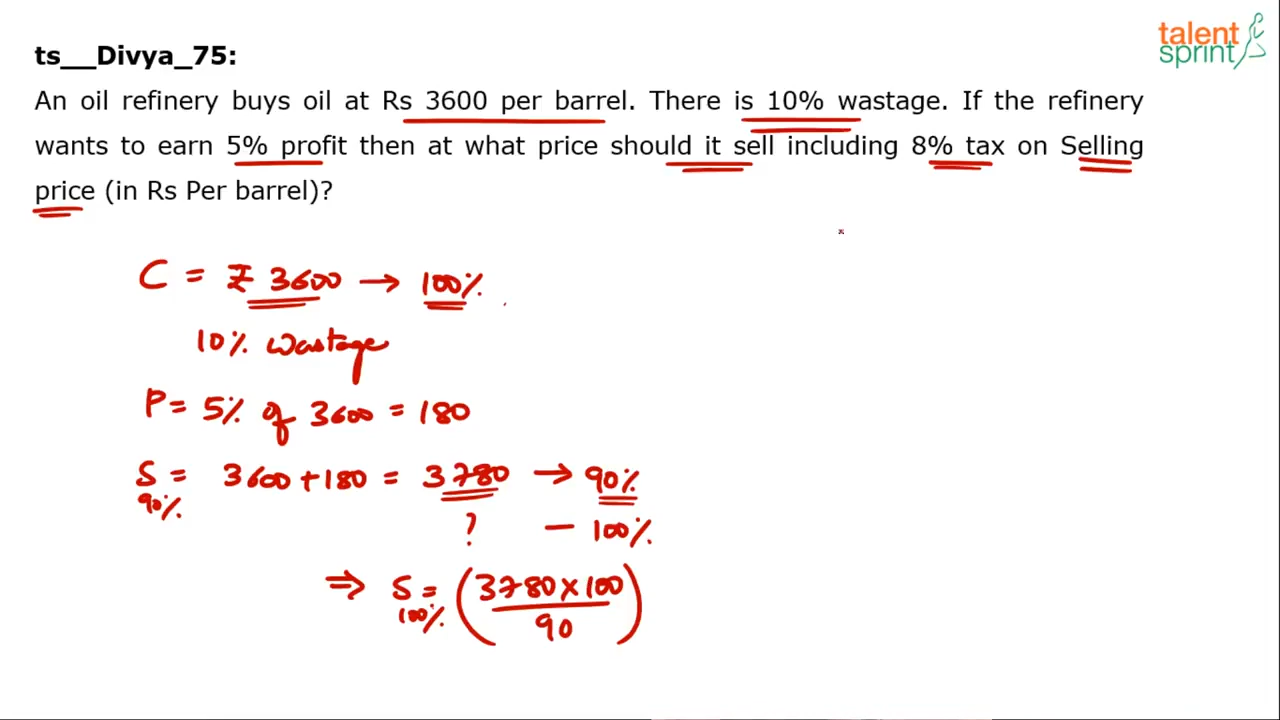 talent
sprint
ts__Divya_75:
An oil refinery buys oil at Rs 3600 per barrel. There is 10% wastage. If the refinery
wants to earn 5% profit then at what price should it sell including 8% tax on Selling
price (in Rs Per barrel)?
C = ₹ 3600 → 100%
10% wastage
P = 5% of 3600 = 180
S = 3600 + 180 = 3780 → 90%
90%
? — 100%
⇒ S = (3780 × 100
100%
90)